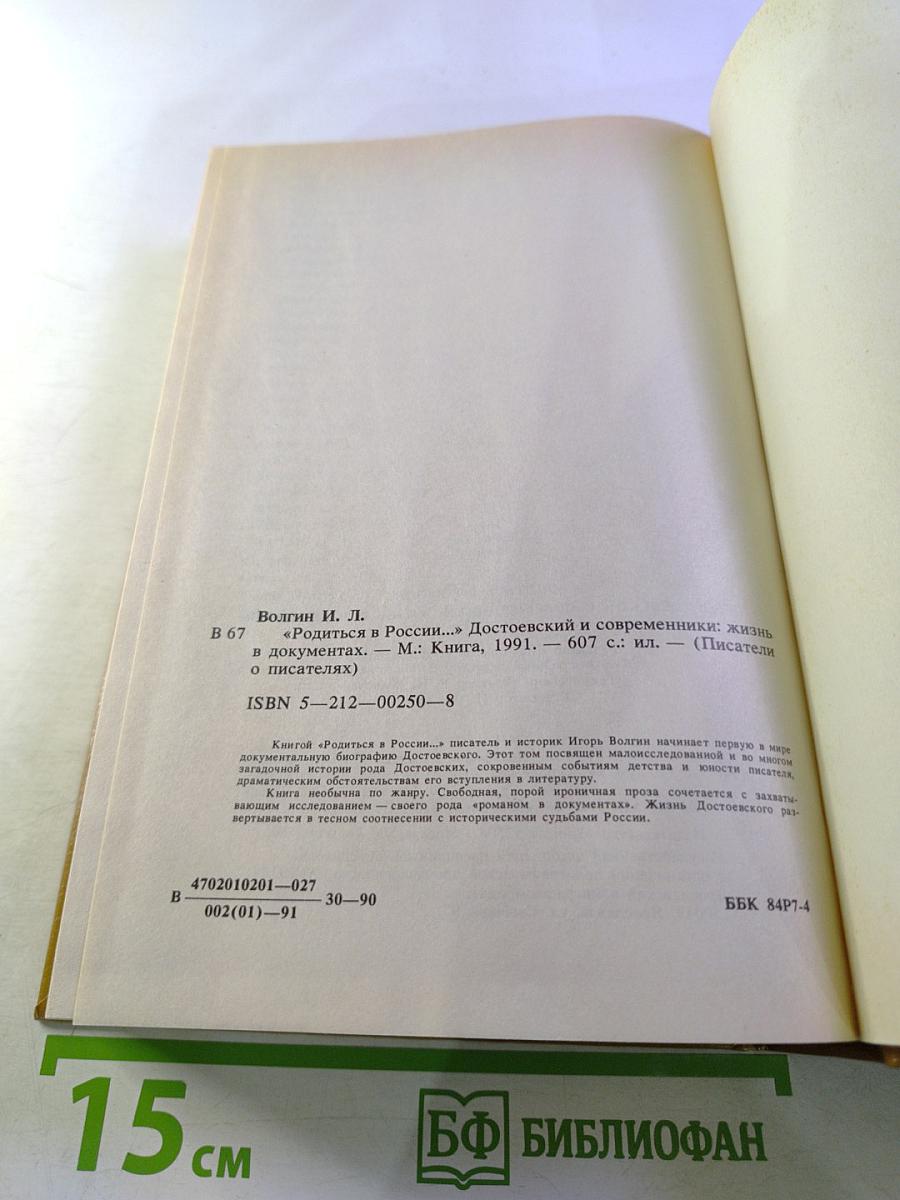 Волгин И. Л.
В 67 «Родиться в России...» Достоевский и современники: жизнь
в документах. — М.: Книга, 1991. — 607 с.: ил. — (Писатели
о писателях)
ISBN 5—212—00250—8
Книгой «Родиться в России...» писатель и историк Игорь Волгин начинает первую в мире
документальную биографию Достоевского. Этот том посвящен малоисследованной и во многом
загадочной истории рода Достоевских, сокровенным событиям детства и юности писателя,
драматическим обстоятельствам его вступления в литературу.
Книга необычна по жанру. Свободная, порой ироничная проза сочетается с захваты-
вающим исследованием — своего рода «романом в документах». Жизнь Достоевского раз-
вертывается в тесном соотнесении с историческими судьбами России.
4702010201—027
В 30—90
002(01)—91
ББК 84Р7-4
15 см
БФ БИБЛИОФАН